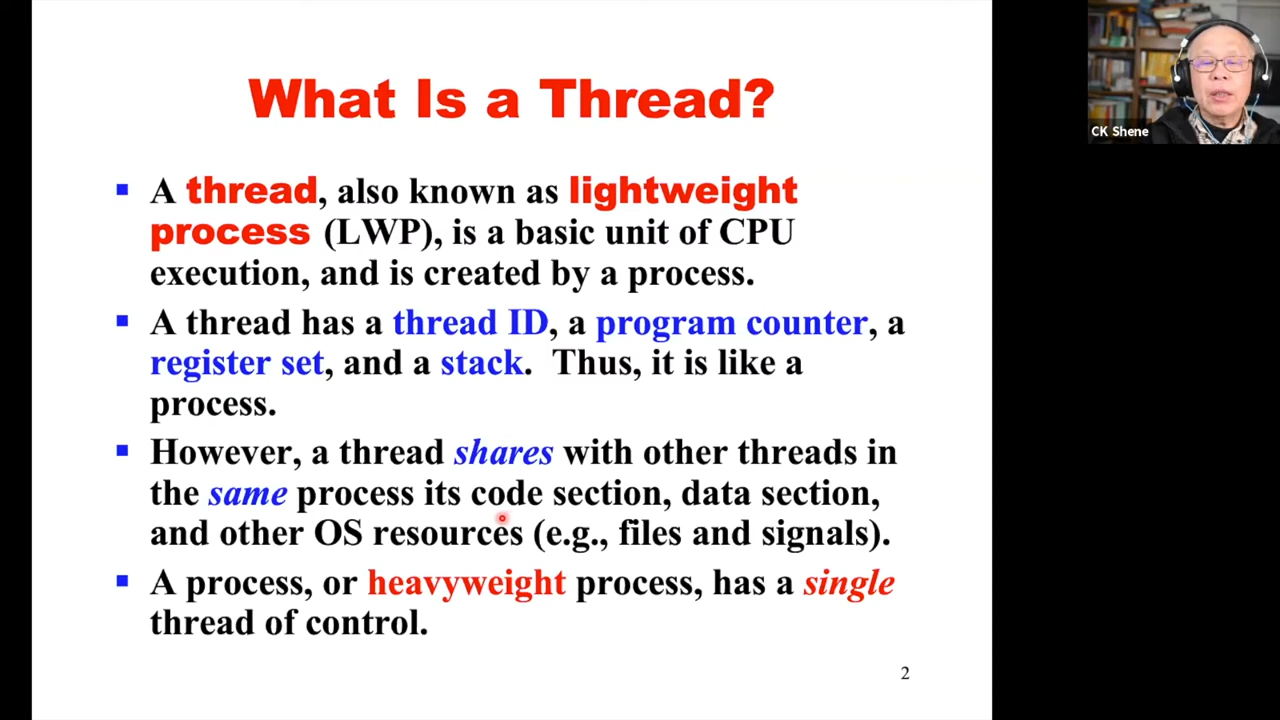 What Is a Thread?
A thread, also known as lightweight
process (LWP), is a basic unit of CPU
execution, and is created by a process.
A thread has a thread ID, a program counter, a
register set, and a stack. Thus, it is like a
process.
However, a thread shares with other threads in
the same process its code section, data section,
and other OS resources (e.g., files and signals).
A process, or heavyweight process, has a single
thread of control.
2
CK Shene